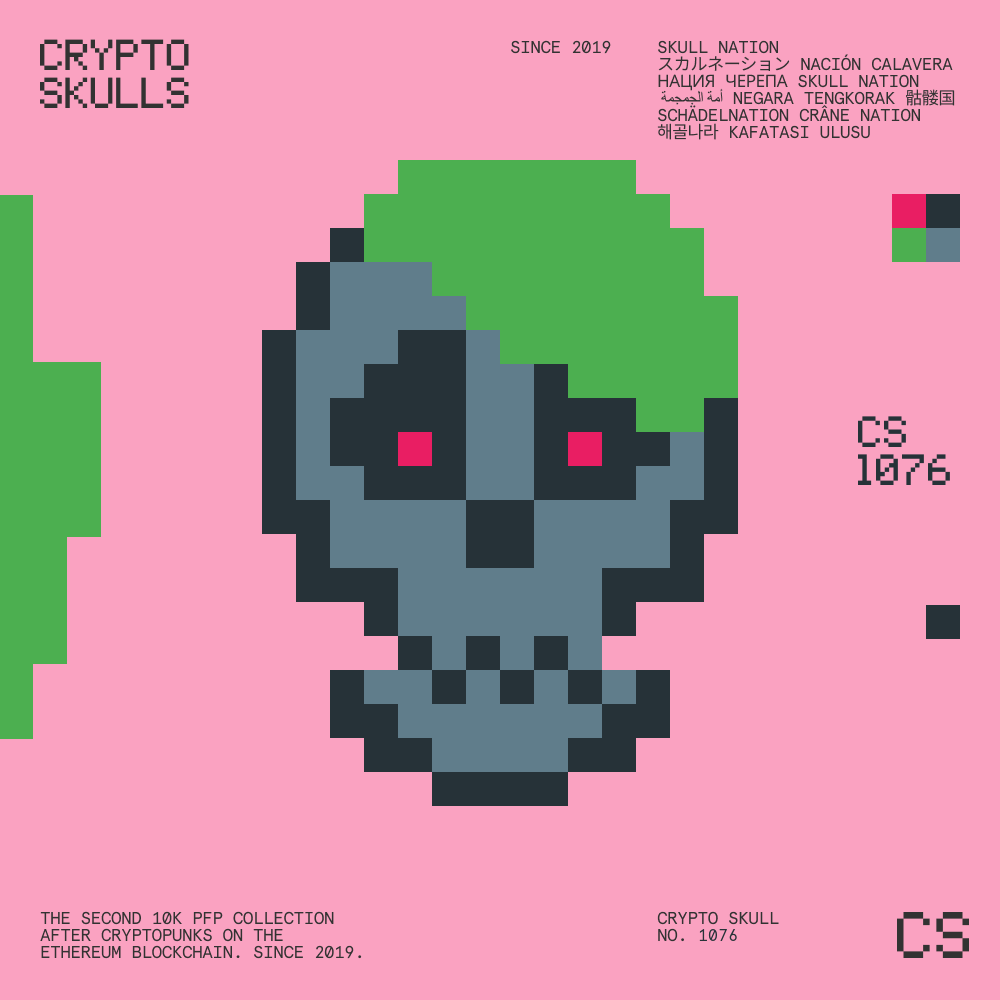 CRYPTO
SKULLS
SINCE 2019
SKULL NATION
スカルネーション NACIÓN CALAVERA
НАЦИЯ ЧЕРЕПА SKULL NATION
أمة الجمجمة NEGARA TENGKORAK 骷髅国
SCHÄDELNATION CRÂNE NATION
해골나라 KAFATASI ULUSU
CS
1076
THE SECOND 10K PFP COLLECTION
AFTER CRYPTOPUNKS ON THE
ETHEREUM BLOCKCHAIN. SINCE 2019.
CRYPTO SKULL
NO. 1076
CS